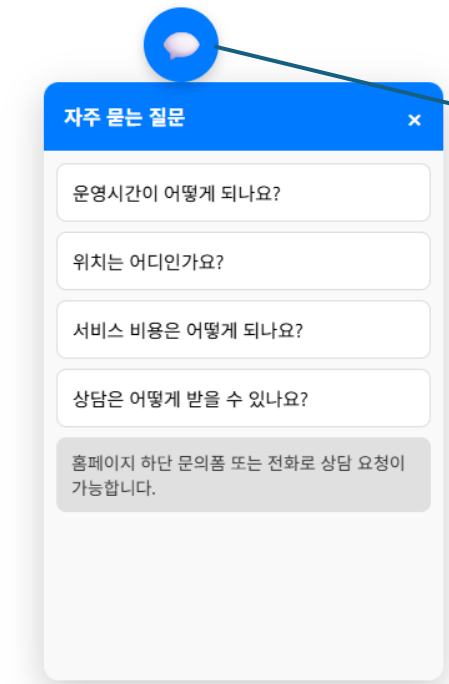 자주 묻는 질문 ×
운영시간이 어떻게 되나요?
위치는 어디인가요?
서비스 비용은 어떻게 되나요?
상담은 어떻게 받을 수 있나요?
홈페이지 하단 문의폼 또는 전화로 상담 요청이
가능합니다.